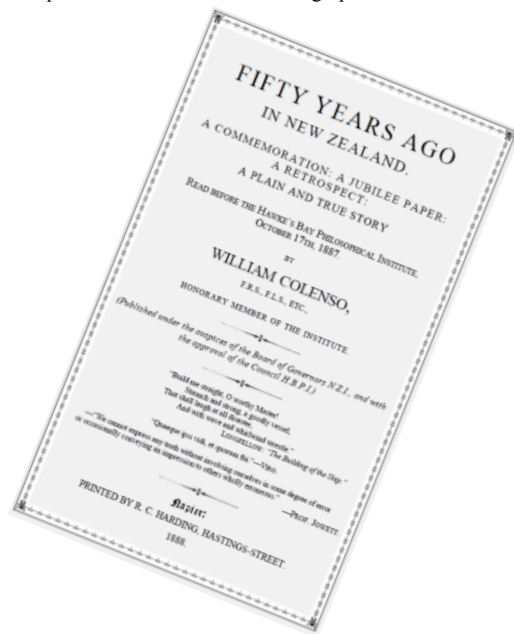 FIFTY YEARS AGO
IN NEW ZEALAND.
A COMMEMORATION: A JUBILEE PAPER:
A RETROSPECT:
A PLAIN AND TRUE STORY
READ BEFORE THE HAWKE'S BAY PHILOSOPHICAL INSTITUTE,
OCTOBER 17TH, 1887.
BY
WILLIAM COLENSO,
F.R.S., F.L.S., ETC.,
HONORARY MEMBER OF THE INSTITUTE.
(Published under the auspices of the Board of Governors N.Z.I., and with
the approval of the Council H.B.P.I.)
"Build me straight, O worthy Master!
Staunch and strong, a goodly vessel,
That shall laugh at all disaster,
And with wave and whirlwind wrestle."
LONGFELLOW: "The Building of the Ship."
"Quaeque ipsi vidi, et quorum fui."—VIRG.
—"We cannot express any truth without involving ourselves in some degree of error
or occasionally conveying an impression to others wholly erroneous."
—PROF. JOWETT.
Napier:
PRINTED BY R. C. HARDING, HASTINGS-STREET.
1888.